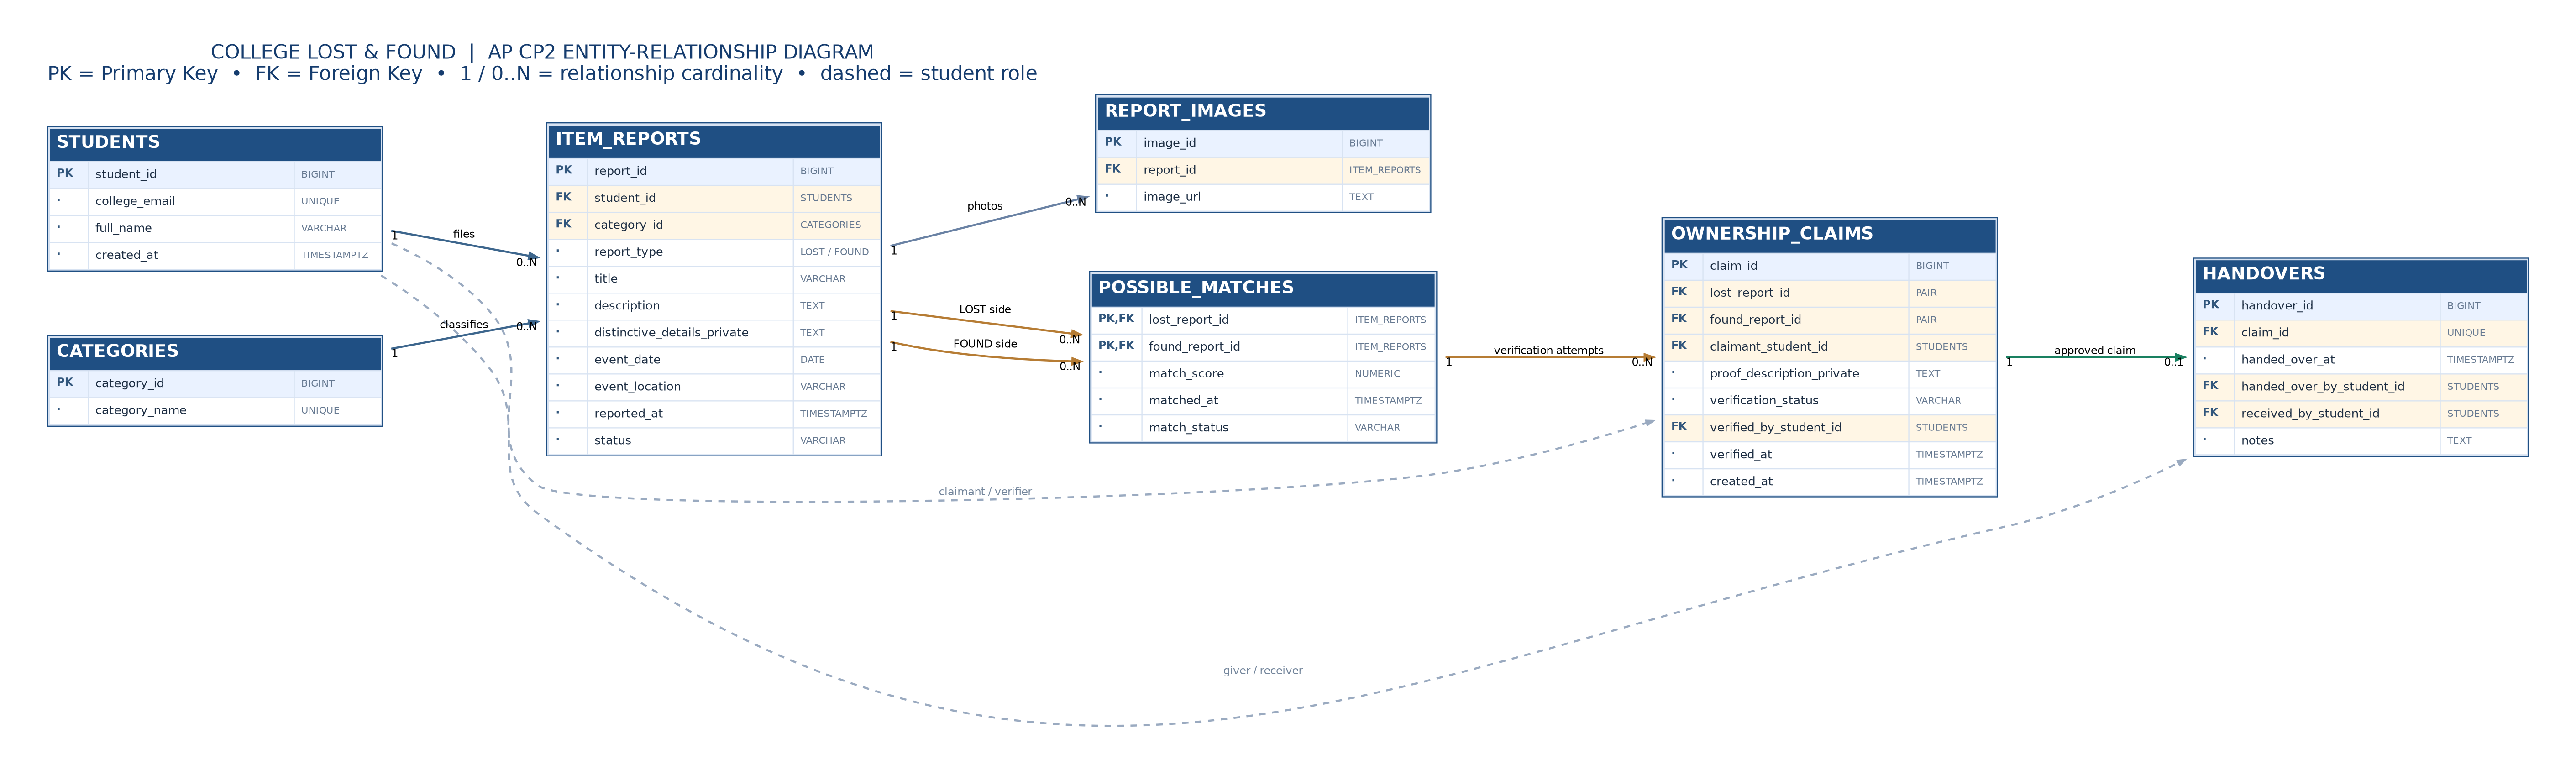 COLLEGE LOST & FOUND | AP CP2 ENTITY-RELATIONSHIP DIAGRAM
PK = Primary Key • FK = Foreign Key • 1 / 0..N = relationship cardinality • dashed = student role
STUDENTS
PK student_id BIGINT
· college_email UNIQUE
· full_name VARCHAR
· created_at TIMESTAMPTZ
CATEGORIES
PK category_id BIGINT
· category_name UNIQUE
1 files 0..N
1 classifies 0..N
ITEM_REPORTS
PK report_id BIGINT
FK student_id STUDENTS
FK category_id CATEGORIES
· report_type LOST / FOUND
· title VARCHAR
· description TEXT
· distinctive_details_private TEXT
· event_date DATE
· event_location VARCHAR
· reported_at TIMESTAMPTZ
· status VARCHAR
1 photos 0..N
1 LOST side 0..N
1 FOUND side 0..N
REPORT_IMAGES
PK image_id BIGINT
FK report_id ITEM_REPORTS
· image_url TEXT
POSSIBLE_MATCHES
PK,FK lost_report_id ITEM_REPORTS
PK,FK found_report_id ITEM_REPORTS
· match_score NUMERIC
· matched_at TIMESTAMPTZ
· match_status VARCHAR
1 verification attempts 0..N
OWNERSHIP_CLAIMS
PK claim_id BIGINT
FK lost_report_id PAIR
FK found_report_id PAIR
FK claimant_student_id STUDENTS
· proof_description_private TEXT
· verification_status VARCHAR
FK verified_by_student_id STUDENTS
· verified_at TIMESTAMPTZ
· created_at TIMESTAMPTZ
1 approved claim 0..1
HANDOVERS
PK handover_id BIGINT
FK claim_id UNIQUE
· handed_over_at TIMESTAMPTZ
FK handed_over_by_student_id STUDENTS
FK received_by_student_id STUDENTS
· notes TEXT
claimant / verifier
giver / receiver